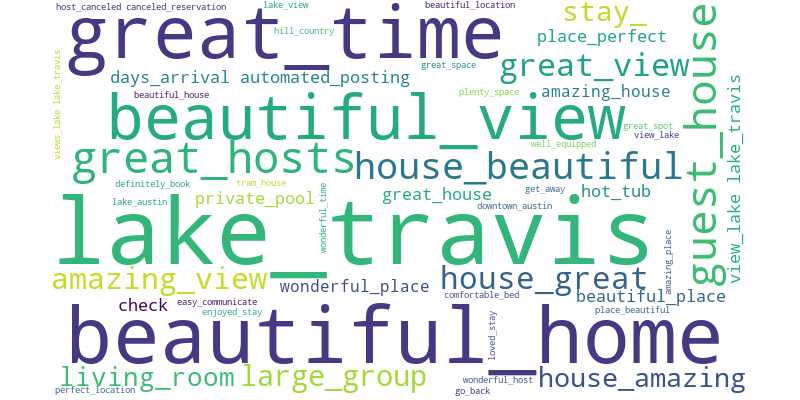 host_canceled canceled_reservation
lake_view
beautiful_location
stay_
great_time
hill_country
place_perfect
guest_house
great_view
great_space
days_arrival automated_posting
views_lake lake_travis
beautiful_house
plenty_space
amazing_house
view_lake lake_travis
beautiful_view
great_spot
view_lake
great_hosts
well_equipped
house_beautiful
definitely_book
tram_house
wonderful_time
great_house
get_away
hot_tub
private_pool
lake_austin
downtown_austin
lake_travis
amazing_place
amazing_view
wonderful_place
house_great
comfortable_bed
beautiful_place
check
easy_communicate
enjoyed_stay
place_beautiful
loved_stay
beautiful_home
living_room
large_group
wonderful_host
house_amazing
perfect_location
go_back